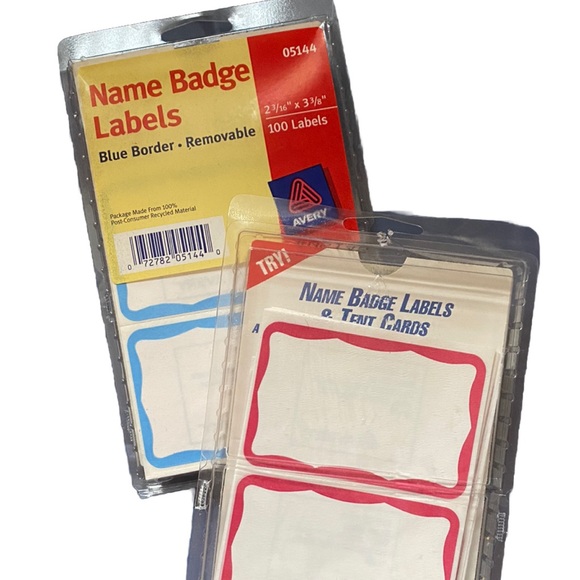 05144
Name Badge
Labels
2 3/16" x 3 3/8"
100 Labels
Blue Border • Removable
AVERY
Package Made From 100%
Post-Consumer Recycled Material
0 72782 05144 0
TRY!
NAME BADGE LABELS
& TENT CARDS
A